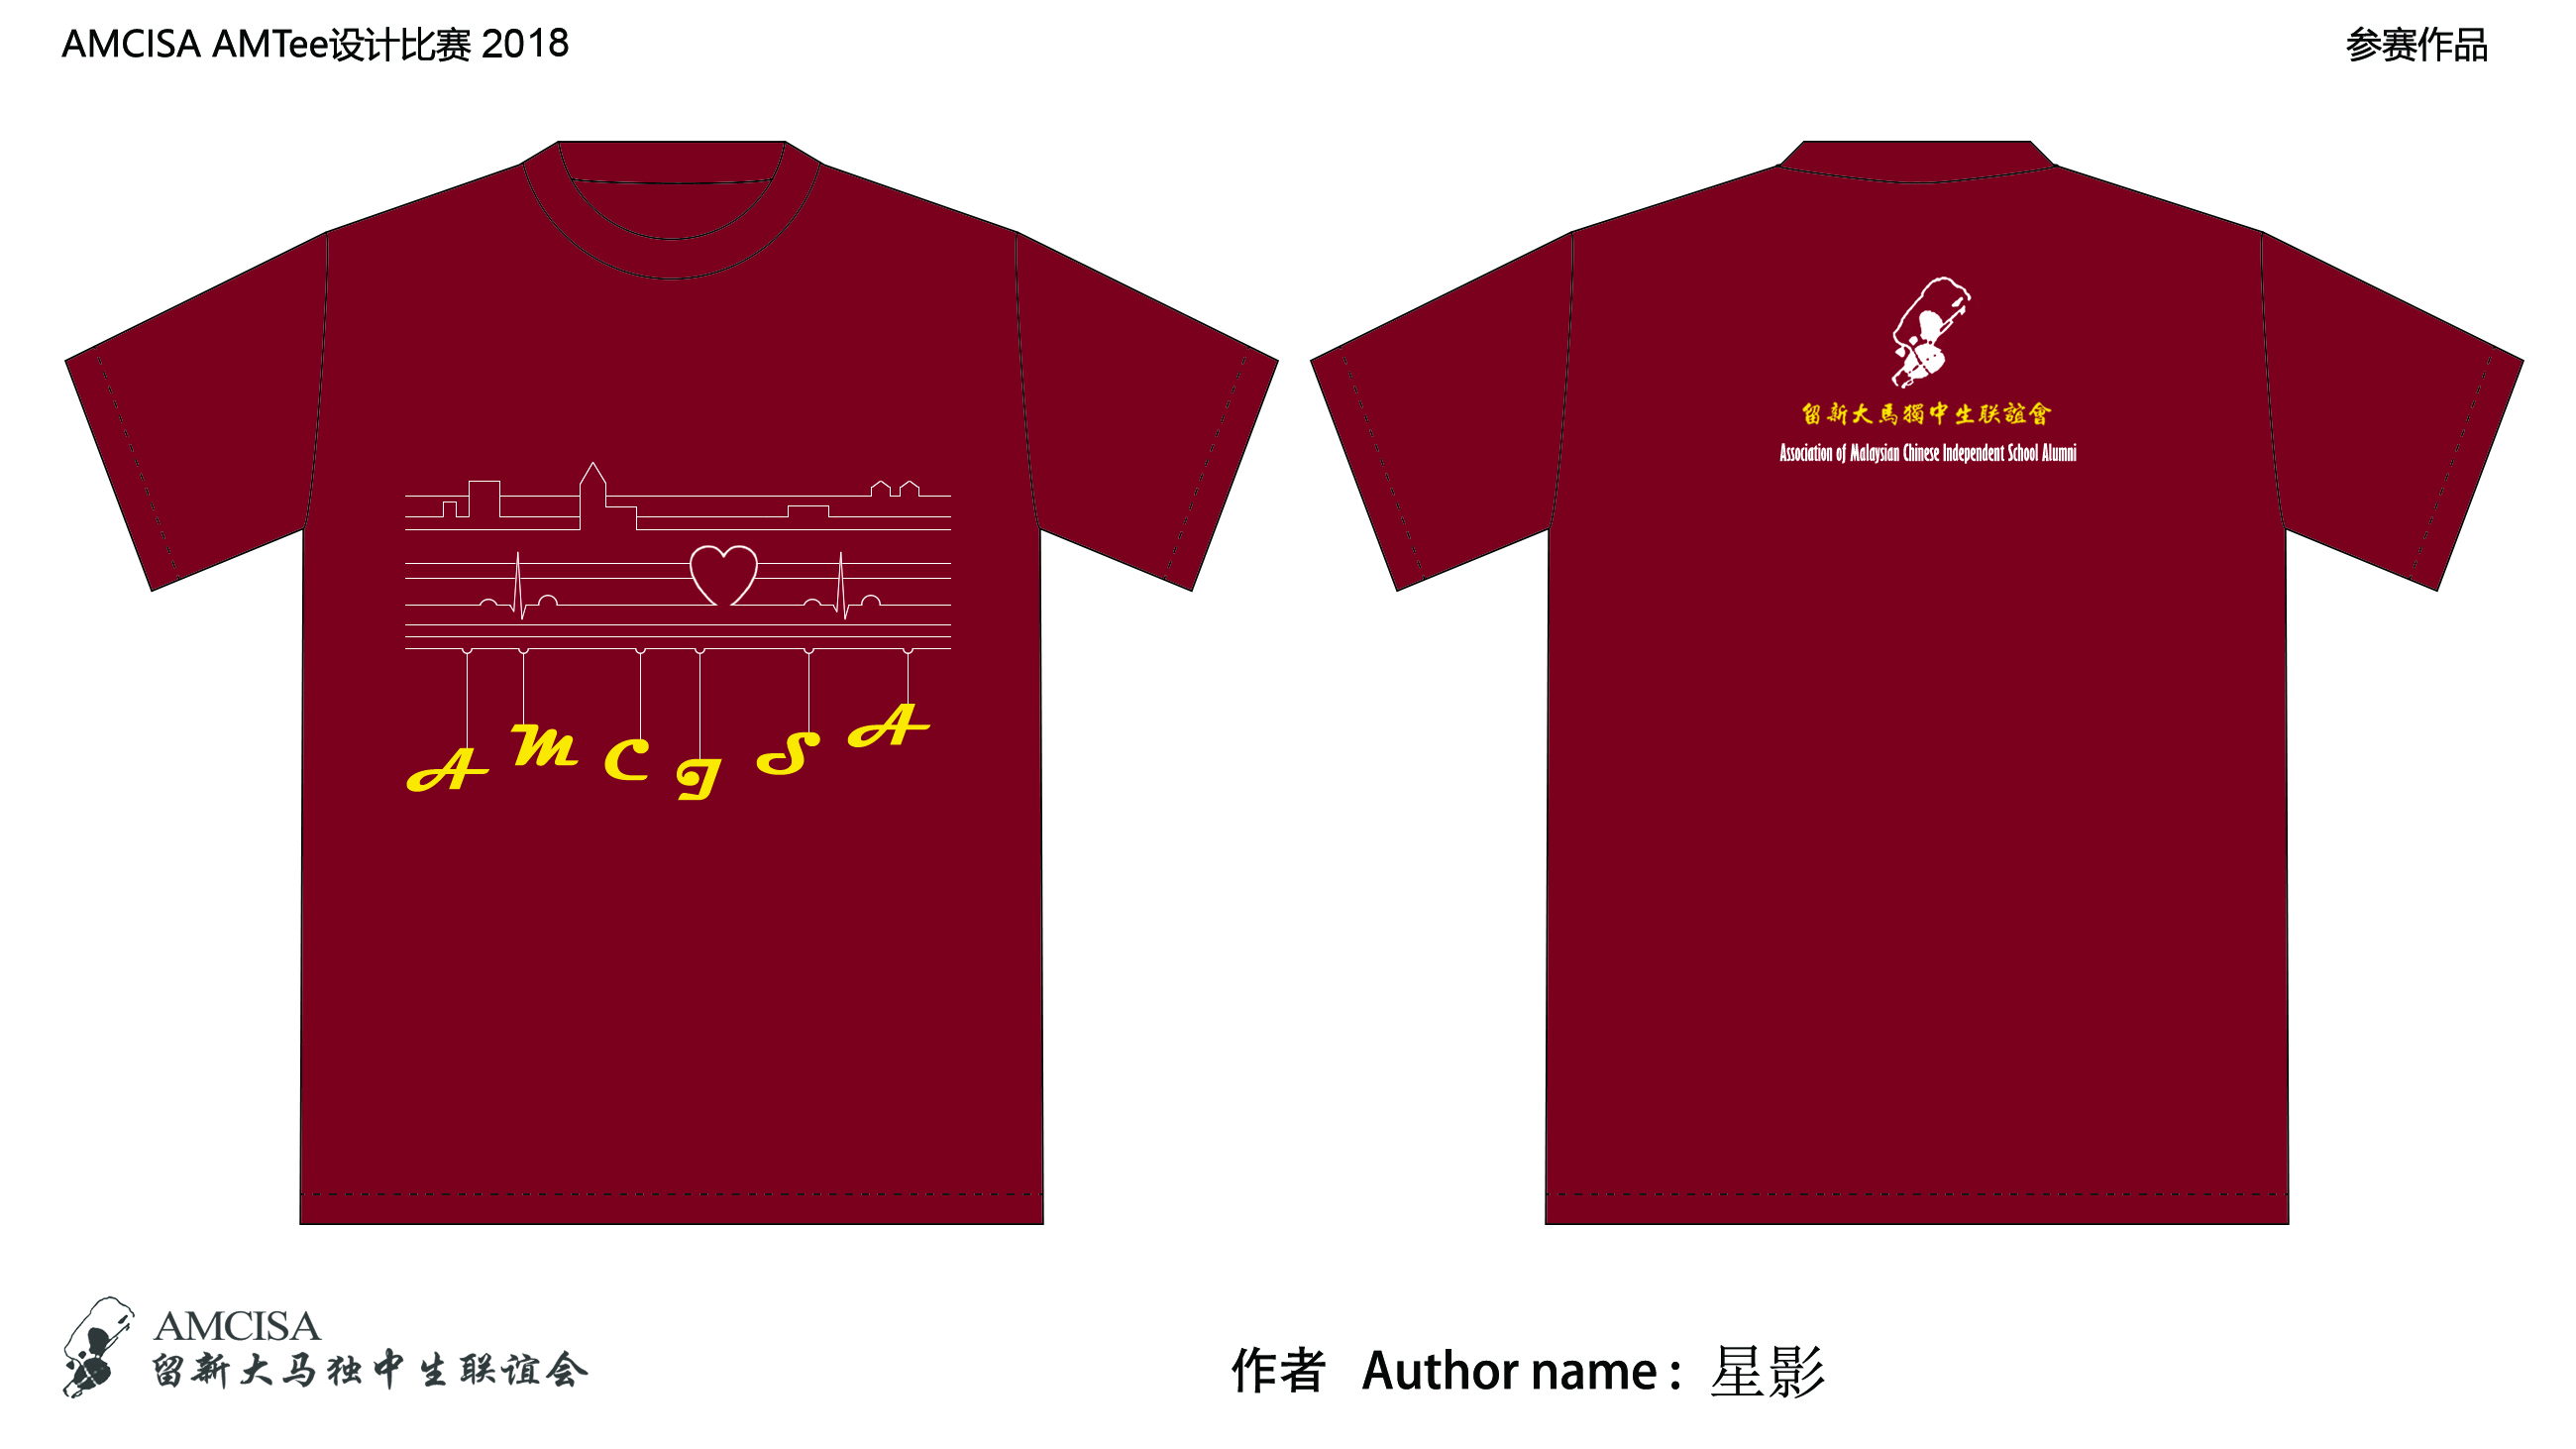 AMCISA AMTee设计比赛 2018
参赛作品
A m C I S A
留新大馬獨中生联誼會
Association of Malaysian Chinese Independent School Alumni
AMCISA
留新大马独中生联谊会
作者 Author name : 星影